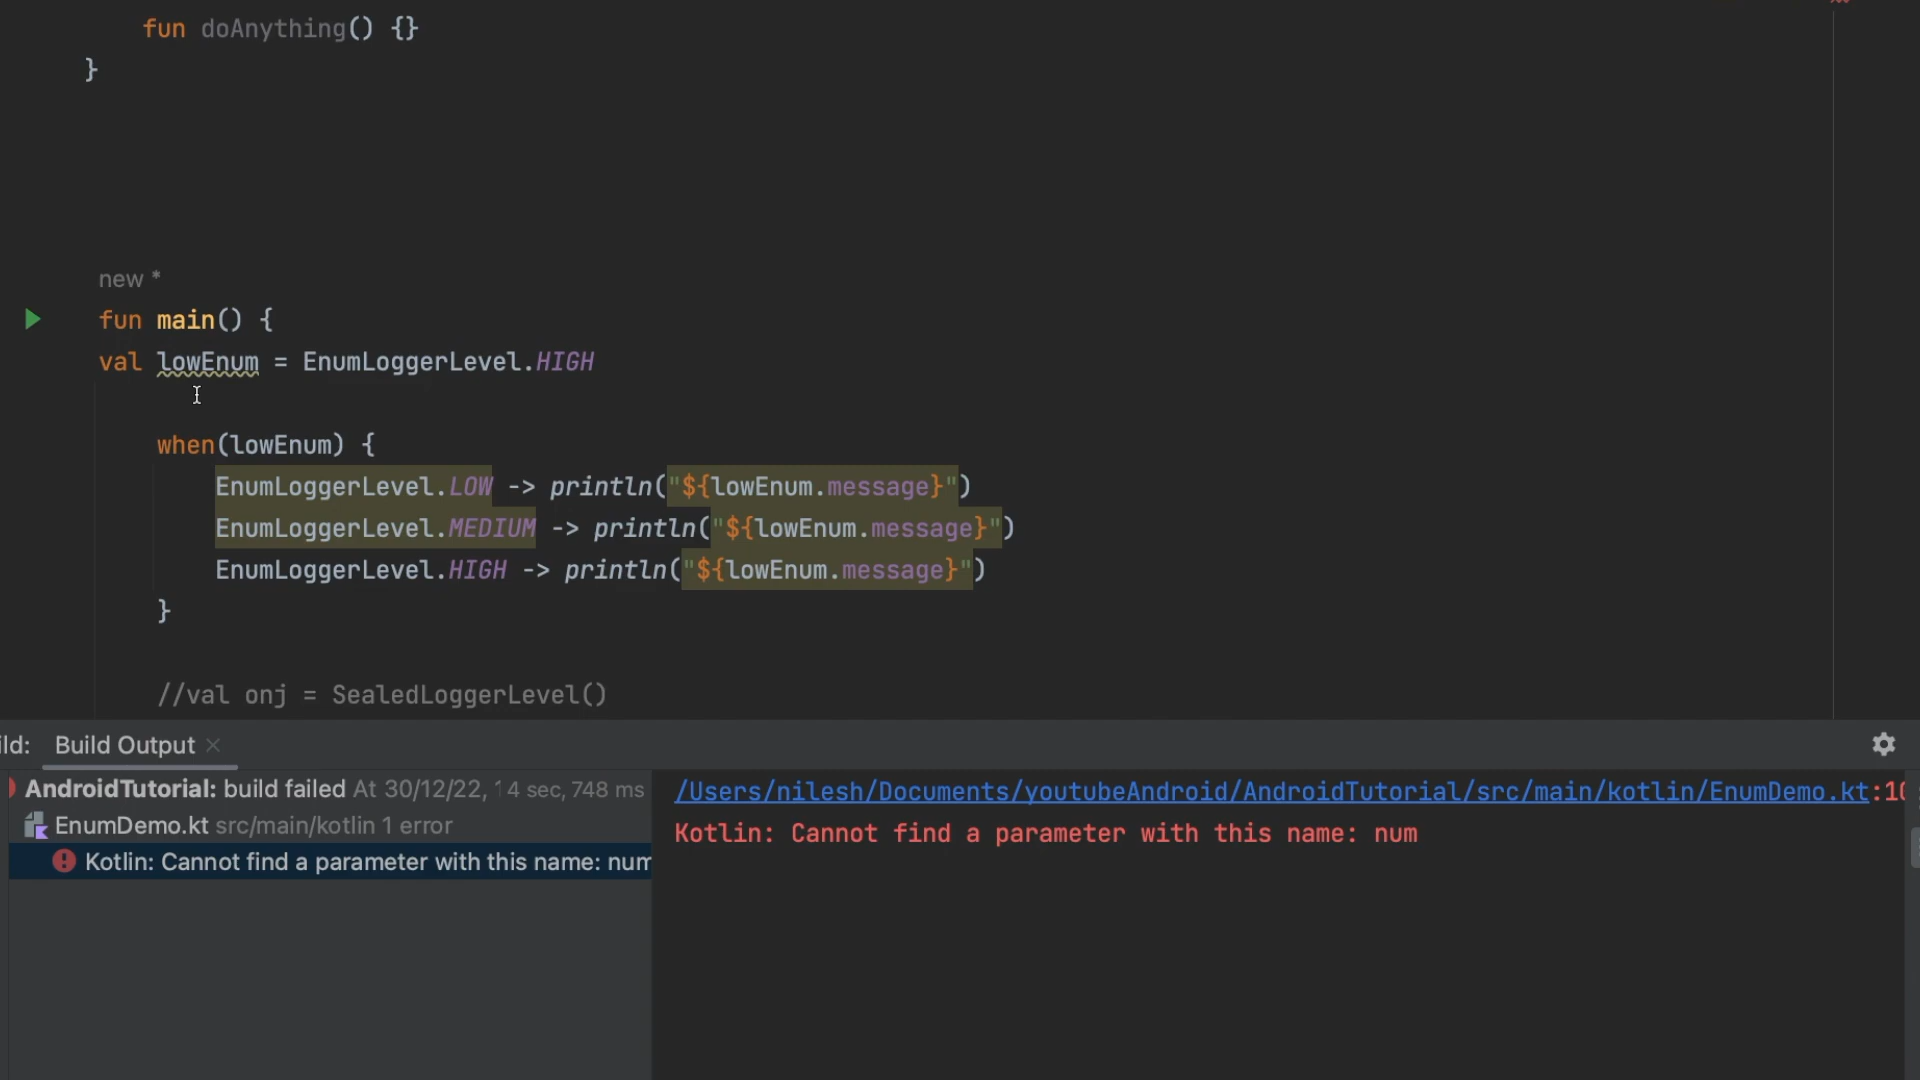 fun doAnything() {}
}
new *
fun main() {
val lowEnum = EnumLoggerLevel.HIGH
when(lowEnum) {
EnumLoggerLevel.LOW -> println("${lowEnum.message}")
EnumLoggerLevel.MEDIUM -> println("${lowEnum.message}")
EnumLoggerLevel.HIGH -> println("${lowEnum.message}")
}
//val onj = SealedLoggerLevel()
ild: Build Output
AndroidTutorial: build failed At 30/12/22, 14 sec, 748 ms
EnumDemo.kt src/main/kotlin 1 error
Kotlin: Cannot find a parameter with this name: num
/Users/nilesh/Documents/youtubeAndroid/AndroidTutorial/src/main/kotlin/EnumDemo.kt:10
Kotlin: Cannot find a parameter with this name: num